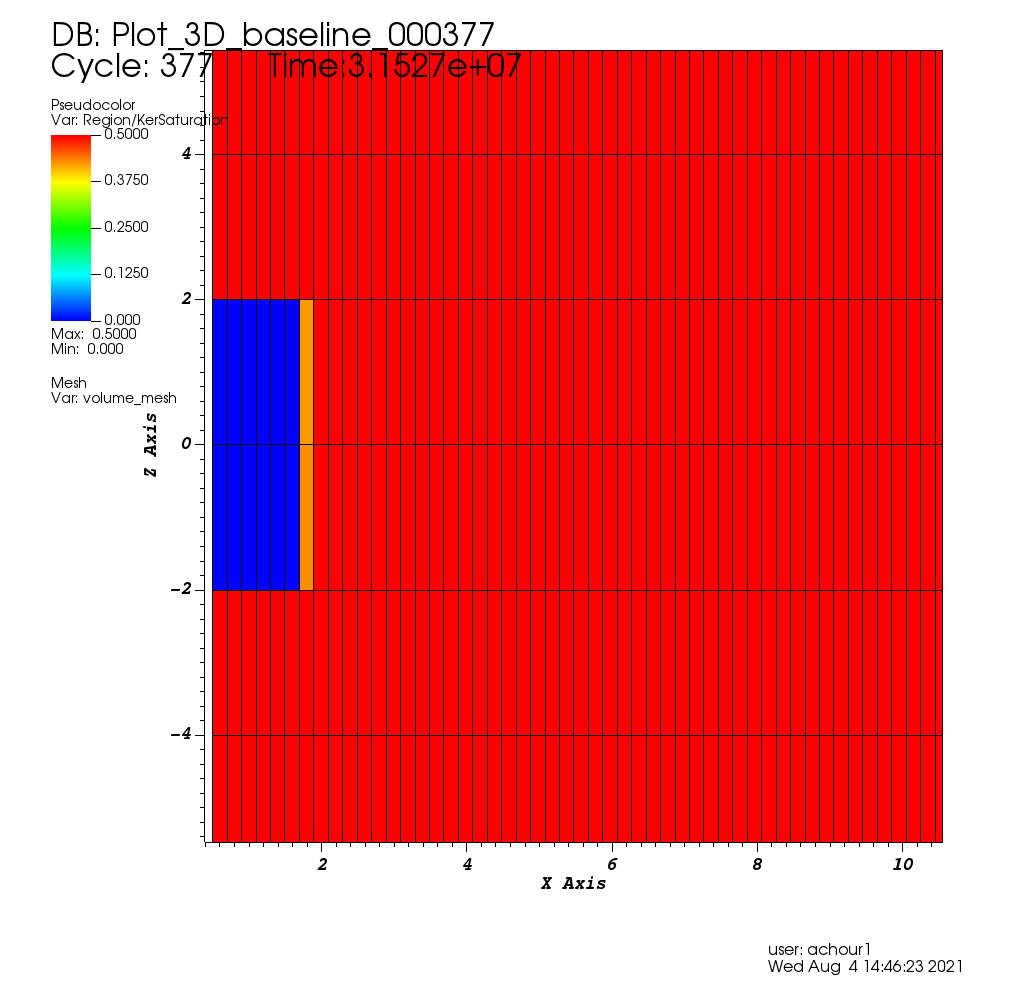 DB: Plot_3D_baseline_000377
Cycle: 377 Time:3.1527e+07
Pseudocolor
Var: Region/KerSaturation
0.5000
0.3750
0.2500
0.1250
0.000
Max: 0.5000
Min: 0.000
Mesh
Var: volume_mesh
4
2
0
-2
-4
Z Axis
2 4 6 8 10
X Axis
user: achour1
Wed Aug 4 14:46:23 2021